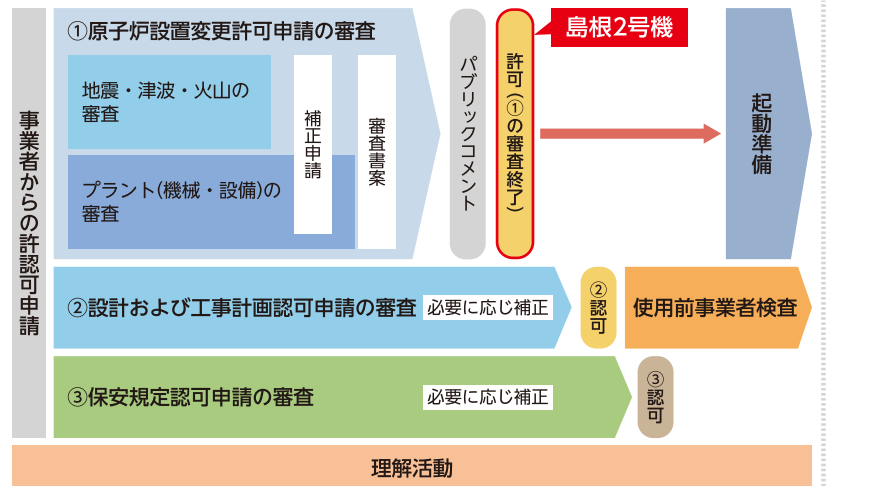 事業者からの許認可申請
①原子炉設置変更許可申請の審査
地震・津波・火山の
審査
プラント(機械・設備)の
審査
補正申請
審査書案
パブリックコメント
許可(①の審査終了)
島根2号機
起動準備
②設計および工事計画認可申請の審査
必要に応じ補正
②認可
使用前事業者検査
③保安規定認可申請の審査
必要に応じ補正
③認可
理解活動